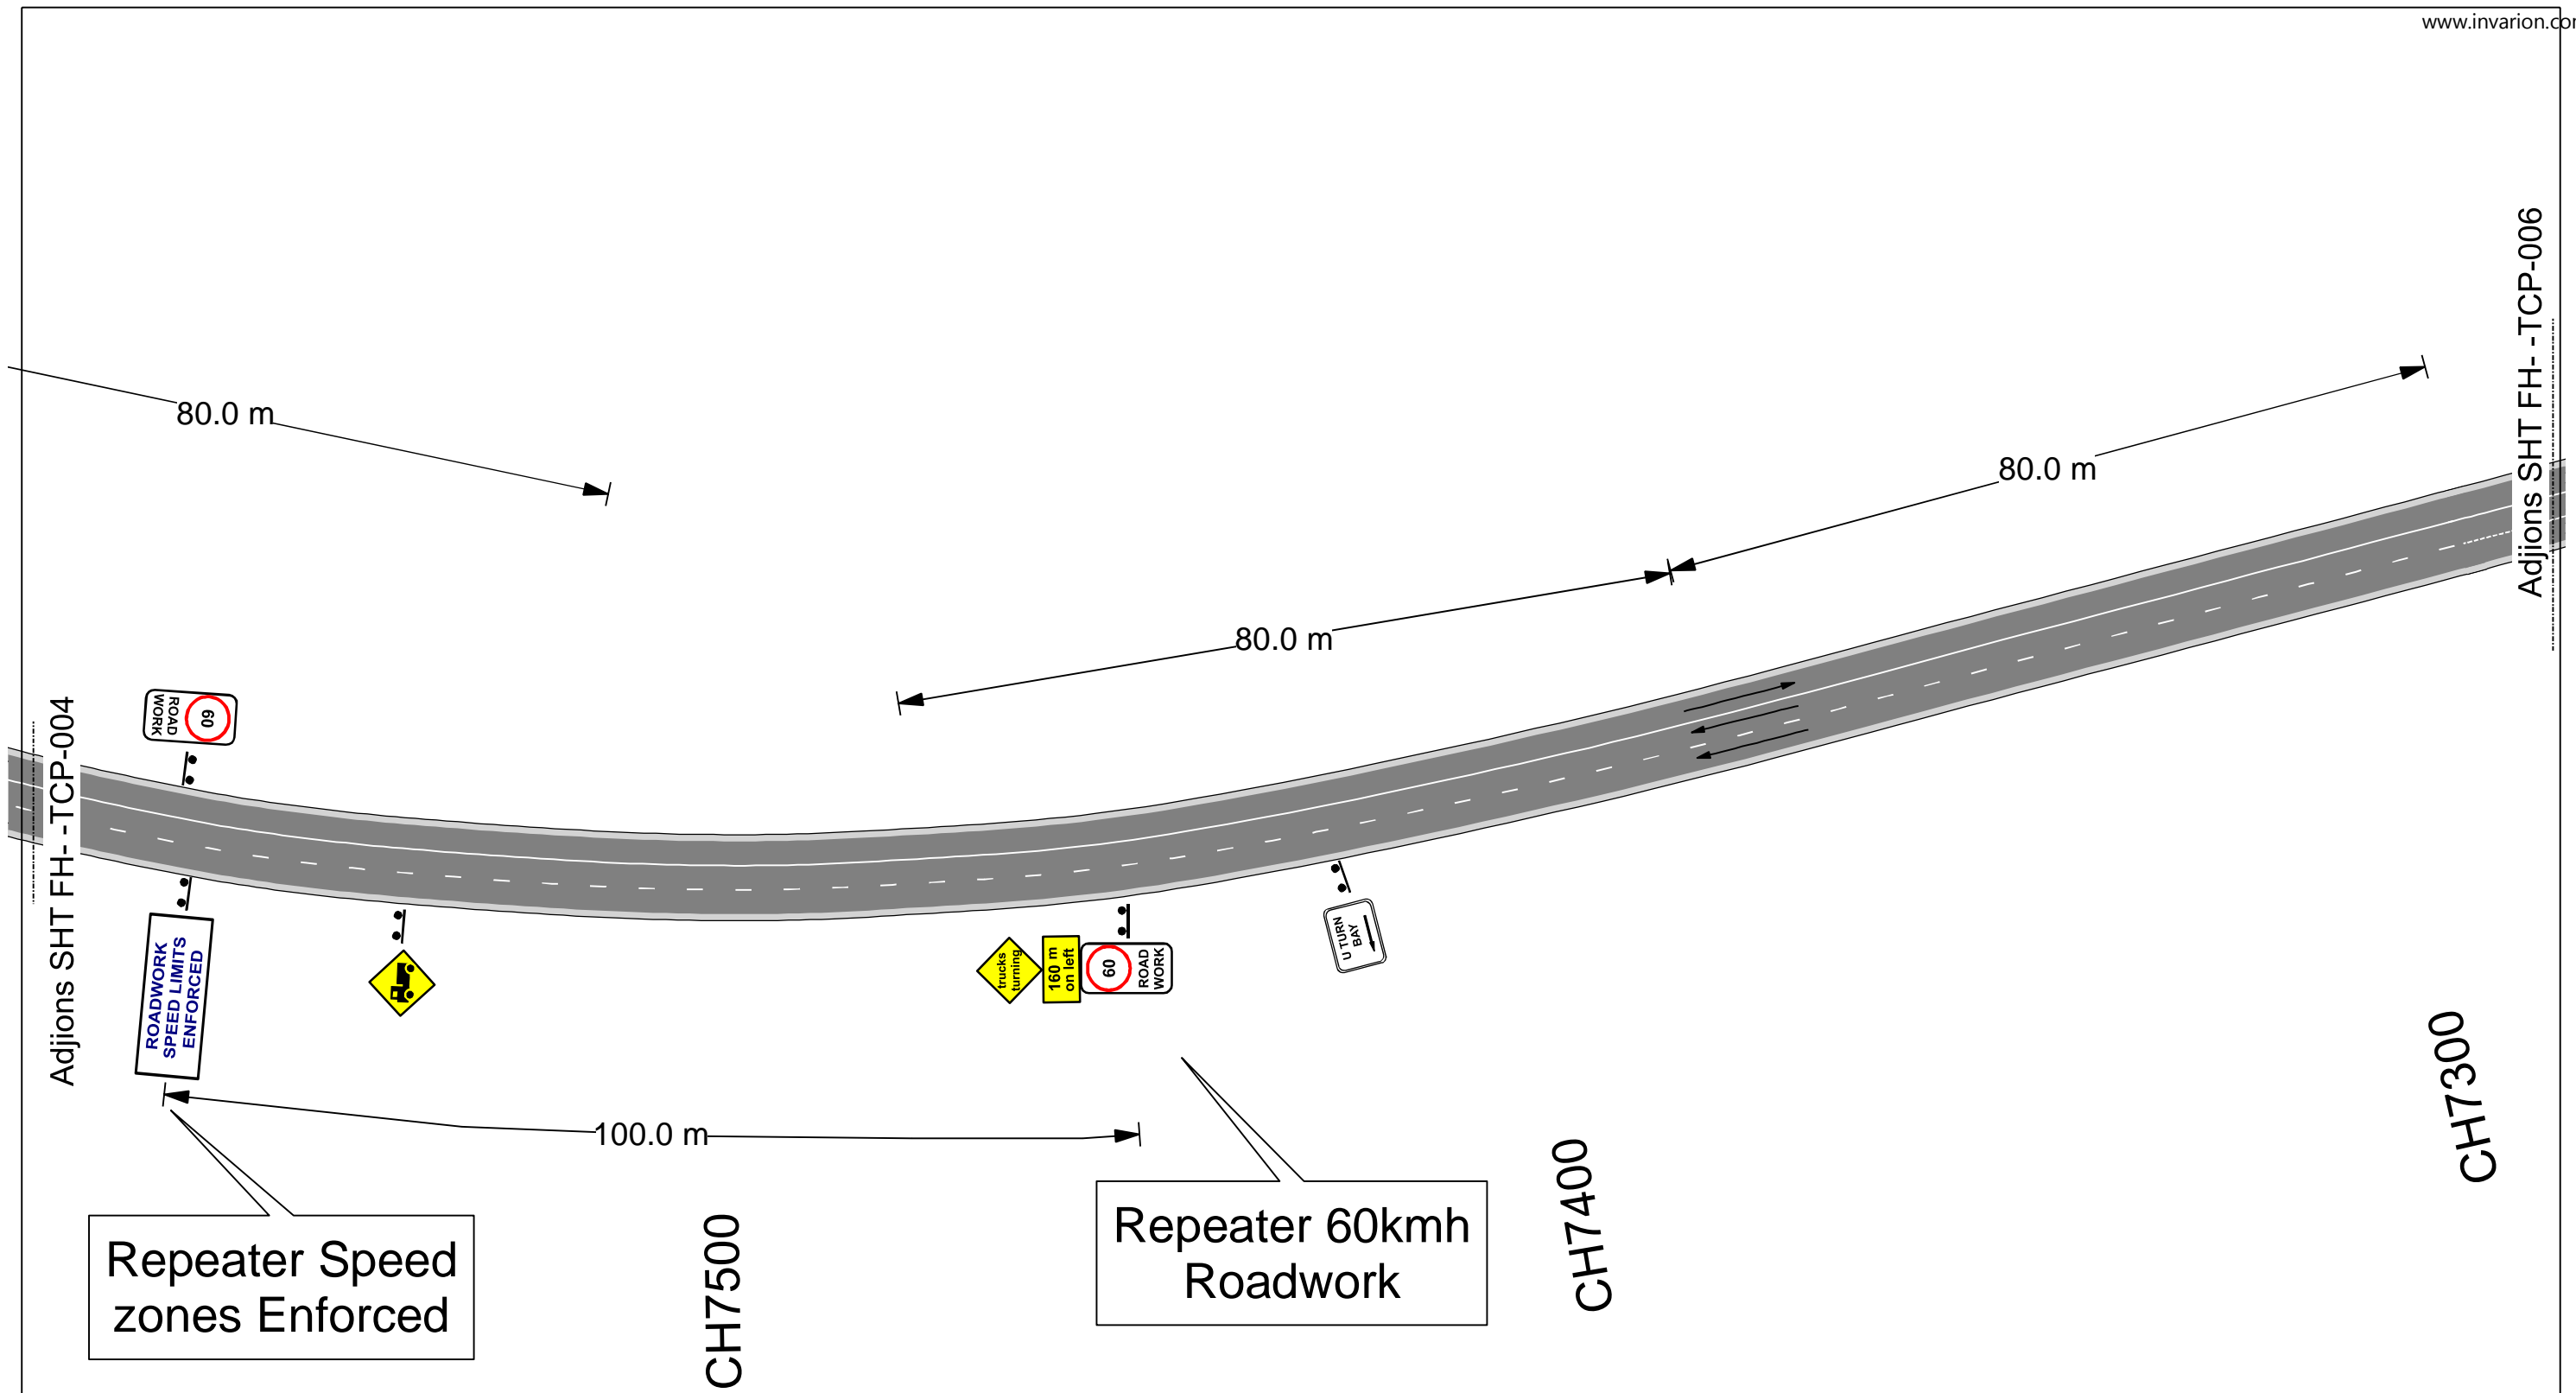 www.invarion.co
Adjions SHT FH- -TCP-006
80.0 m
80.0 m
80.0 m
60
ROAD
WORK
Adjions SHT FH- -TCP-004
ROADWORK
SPEED LIMITS
ENFORCED
trucks
turning
160 m
on left
60
ROAD
WORK
U TURN
BAY
100.0 m
Repeater Speed
zones Enforced
CH7500
Repeater 60kmh
Roadwork
CH7400
CH7300